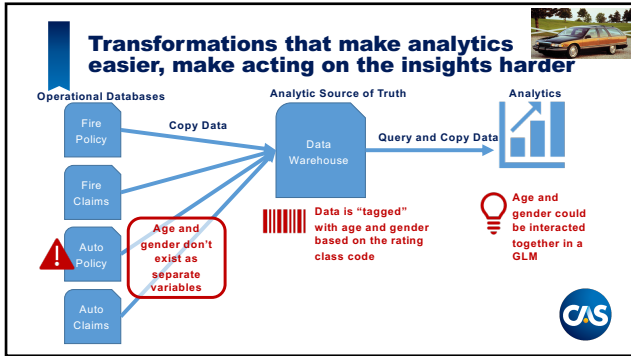 Transformations that make analytics
easier, make acting on the insights harder
Operational Databases
Analytic Source of Truth
Analytics
Fire
Policy
Copy Data
Data
Warehouse
Query and Copy Data
Fire
Claims
Auto
Policy
Age and
gender don't
exist as
separate
variables
Data is "tagged"
with age and gender
based on the rating
class code
Age and
gender could
be interacted
together in a
GLM
Auto
Claims
CAS